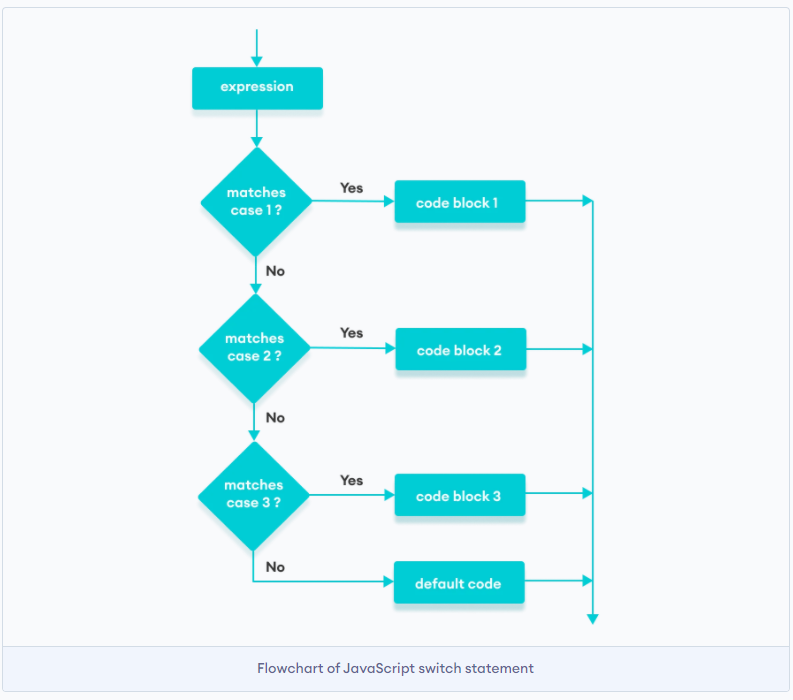 expression
matches
case 1 ?
Yes
code block 1
No
matches
case 2 ?
Yes
code block 2
No
matches
case 3 ?
Yes
code block 3
No
default code
Flowchart of JavaScript switch statement